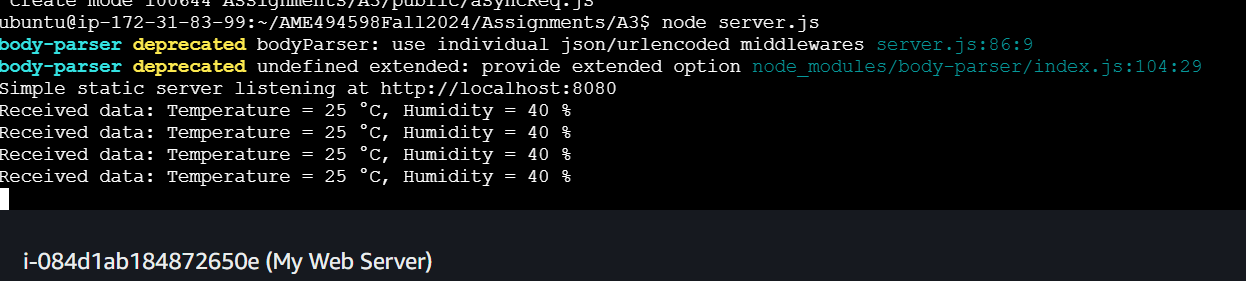 create mode 100644 Assignments/A3/public/asyncReq.js
ubuntu@ip-172-31-83-99:~/AME494598Fall2024/Assignments/A3$ node server.js
body-parser deprecated bodyParser: use individual json/urlencoded middlewares server.js:86:9
body-parser deprecated undefined extended: provide extended option node_modules/body-parser/index.js:104:29
Simple static server listening at http://localhost:8080
Received data: Temperature = 25 °C, Humidity = 40 %
Received data: Temperature = 25 °C, Humidity = 40 %
Received data: Temperature = 25 °C, Humidity = 40 %
Received data: Temperature = 25 °C, Humidity = 40 %
i-084d1ab184872650e (My Web Server)